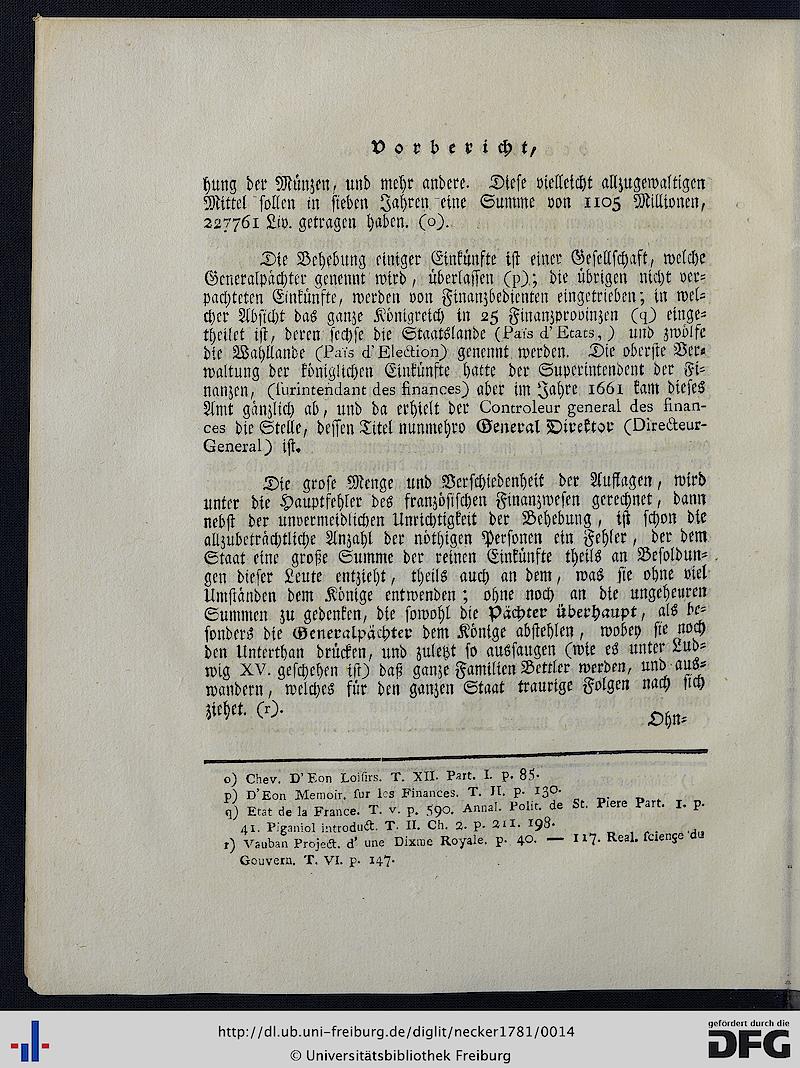 Vorbericht,
hung der Münzen, und mehr andere. Diese vielleicht allzugewaltigen
Mittel sollen in sieben Jahren eine Summe von 1105 Millionen,
227761 Liv. getragen haben. (o).
Die Behebung einiger Einkünfte ist einer Gesellschaft, welche
Generalpächter genennt wird, überlassen (p); die übrigen nicht ver=
pachteten Einkünfte, werden von Finanzbedienten eingetrieben; in wel=
cher Absicht das ganze Königreich in 25 Finanzprovinzen (q) einge=
theilet ist, deren sechse die Staatslande (Païs d'Etats,) und zwölfe
die Wahllande (Païs d'Election) genennt werden. Die oberste Ver=
waltung der königlichen Einkünfte hatte der Superintendent der Fi=
nanzen, (surintendant des finances) aber im Jahre 1661 kam dieses
Amt gänzlich ab, und da erhielt der Controleur general des finan-
ces die Stelle, dessen Titel nunmehro General Direktor (Directeur-
General) ist.
Die grose Menge und Verschiedenheit der Auflagen, wird
unter die Hauptfehler des französischen Finanzwesen gerechnet, dann
nebst der unvermeidlichen Unrichtigkeit der Behebung, ist schon die
allzubeträchtliche Anzahl der nöthigen Personen ein Fehler, der dem
Staat eine große Summe der reinen Einkünfte theils an Besoldun=
gen dieser Leute entzieht, theils auch an dem, was sie ohne viel
Umständen dem Könige entwenden; ohne noch an die ungeheuren
Summen zu gedenken, die sowohl die Pächter überhaupt, als be=
sonders die Generalpächter dem Könige abstehlen, wobey sie noch
den Unterthan drücken, und zuletzt so aussaugen (wie es unter Lud=
wig XV. geschehen ist) daß ganze Familien Bettler werden, und aus=
wandern, welches für den ganzen Staat traurige Folgen nach sich
ziehet. (r).
Ohn=
o) Chev. D'Eon Loisirs. T. XII. Part. I. p. 85.
p) D'Eon Memoir. sur les Finances. T. II. p. 130.
q) Etat de la France. T. v. p. 590. Annal. Polit. de St. Piere Part. 1. p.
41. Piganiol introduct. T. II. Ch. 2. p. 211. 198.
r) Vauban Project. d' une Dixme Royale. p. 40. — 117. Real. sciençe du
Gouvern. T. VI. p. 147.
http://dl.ub.uni-freiburg.de/diglit/necker1781/0014
© Universitätsbibliothek Freiburg
gefördert durch die
DFG